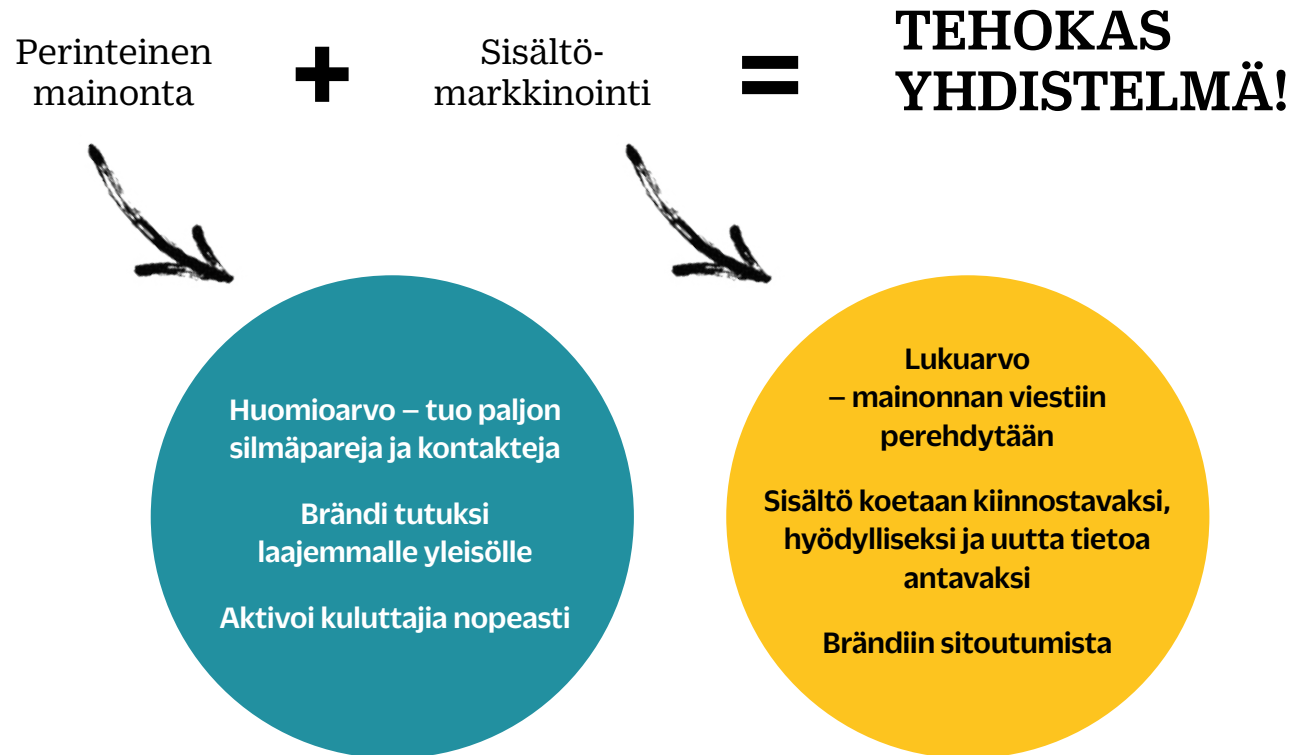 Perinteinen
mainonta
+
Sisältö-
markkinointi
=
TEHOKAS
YHDISTELMÄ!
Huomioarvo – tuo paljon
silmäpareja ja kontakteja
Brändi tutuksi
laajemmalle yleisölle
Aktivoi kuluttajia nopeasti
Lukuarvo
– mainonnan viestiin
perehdytään
Sisältö koetaan kiinnostavaksi,
hyödylliseksi ja uutta tietoa
antavaksi
Brändiin sitoutumista